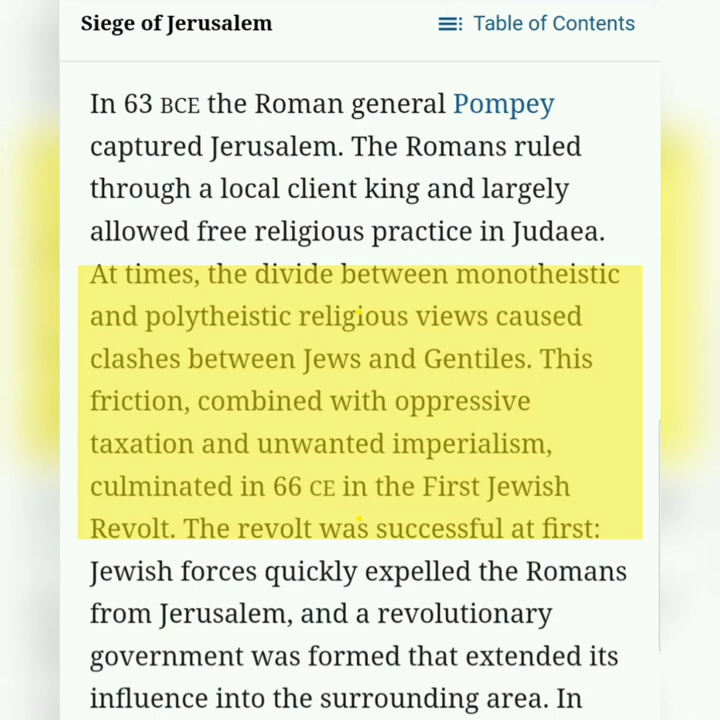 Siege of Jerusalem
Table of Contents
In 63 BCE the Roman general Pompey
captured Jerusalem. The Romans ruled
through a local client king and largely
allowed free religious practice in Judaea.
At times, the divide between monotheistic
and polytheistic religious views caused
clashes between Jews and Gentiles. This
friction, combined with oppressive
taxation and unwanted imperialism,
culminated in 66 CE in the First Jewish
Revolt. The revolt was successful at first:
Jewish forces quickly expelled the Romans
from Jerusalem, and a revolutionary
government was formed that extended its
influence into the surrounding area. In